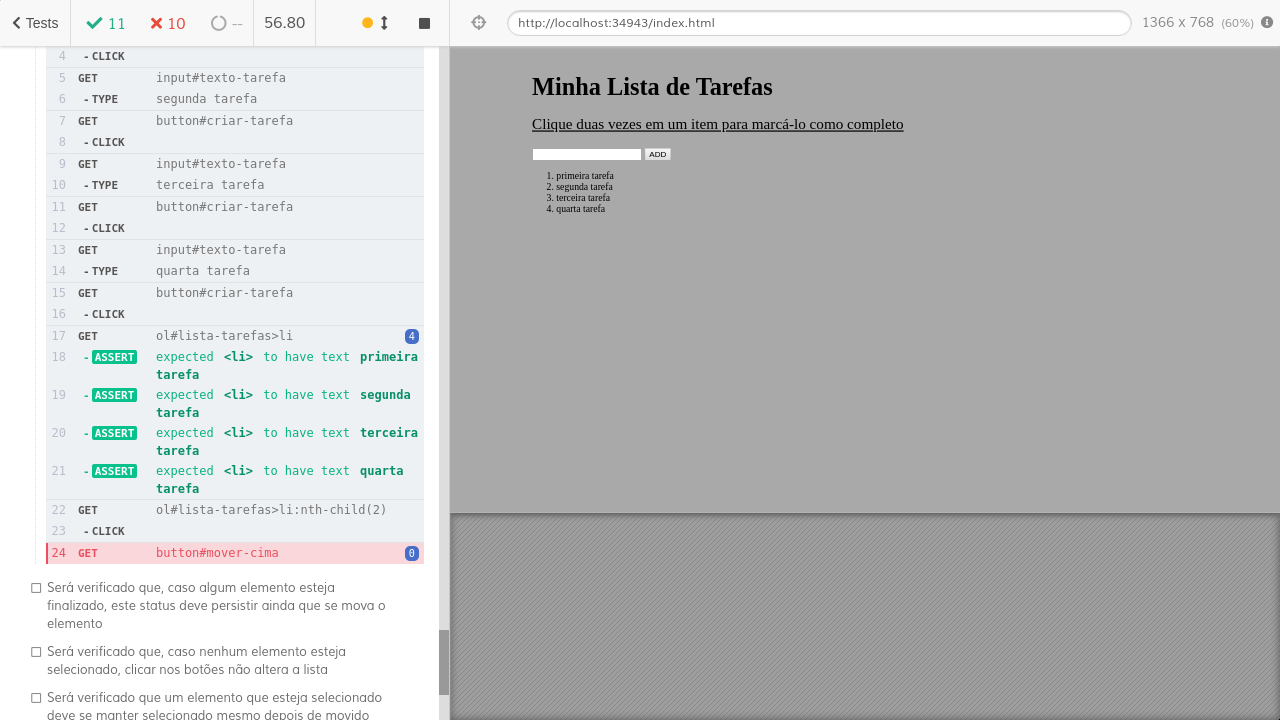 Tests
11
10
--
56.80
http://localhost:34943/index.html
1366 x 768 (60%)
4 - CLICK
5 GET input#texto-tarefa
6 - TYPE segunda tarefa
7 GET button#criar-tarefa
8 - CLICK
9 GET input#texto-tarefa
10 - TYPE terceira tarefa
11 GET button#criar-tarefa
12 - CLICK
13 GET input#texto-tarefa
14 - TYPE quarta tarefa
15 GET button#criar-tarefa
16 - CLICK
17 GET ol#lista-tarefas>li 4
18 - ASSERT expected <li> to have text primeira
tarefa
19 - ASSERT expected <li> to have text segunda
tarefa
20 - ASSERT expected <li> to have text terceira
tarefa
21 - ASSERT expected <li> to have text quarta
tarefa
22 GET ol#lista-tarefas>li:nth-child(2)
23 - CLICK
24 GET button#mover-cima 0
Será verificado que, caso algum elemento esteja
finalizado, este status deve persistir ainda que se mova o
elemento
Será verificado que, caso nenhum elemento esteja
selecionado, clicar nos botões não altera a lista
Será verificado que um elemento que esteja selecionado
deve se manter selecionado mesmo depois de movido
Minha Lista de Tarefas
Clique duas vezes em um item para marcá-lo como completo
ADD
1. primeira tarefa
2. segunda tarefa
3. terceira tarefa
4. quarta tarefa